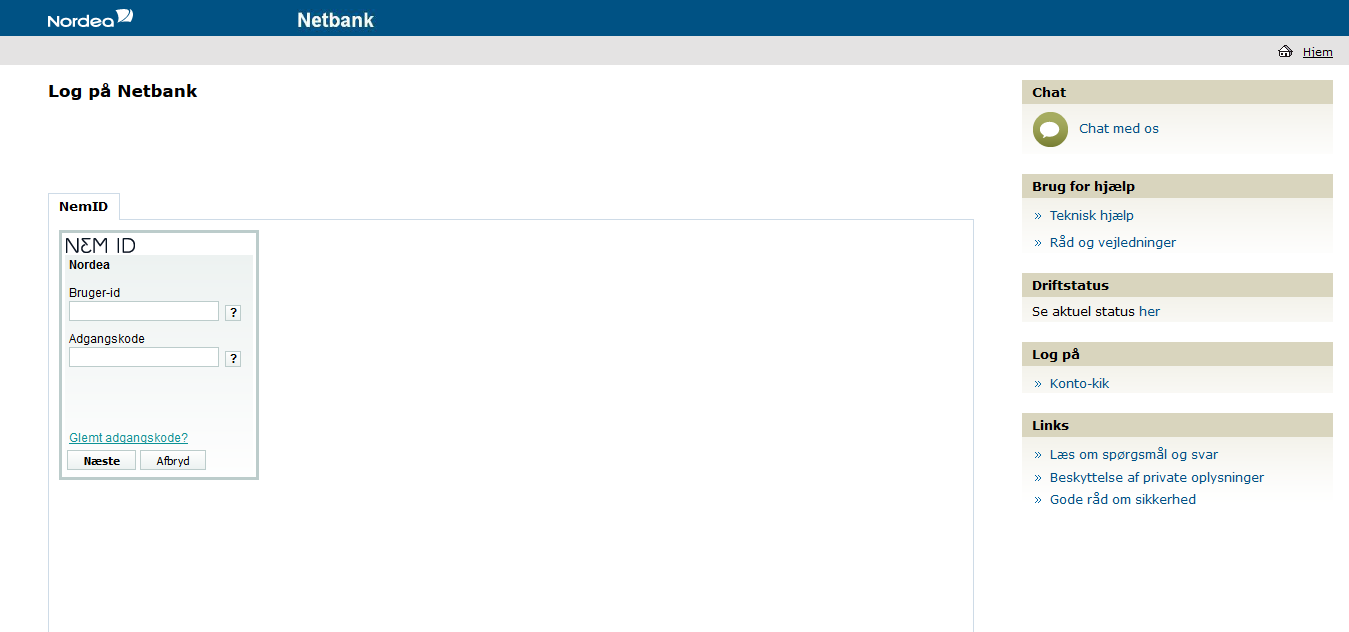 Nordea
Netbank
Hjem
Log på Netbank
NemID
NEM ID
Nordea
Bruger-id
?
Adgangskode
?
Glemt adgangskode?
Næste
Afbryd
Chat
Chat med os
Brug for hjælp
» Teknisk hjælp
» Råd og vejledninger
Driftstatus
Se aktuel status her
Log på
» Konto-kik
Links
» Læs om spørgsmål og svar
» Beskyttelse af private oplysninger
» Gode råd om sikkerhed